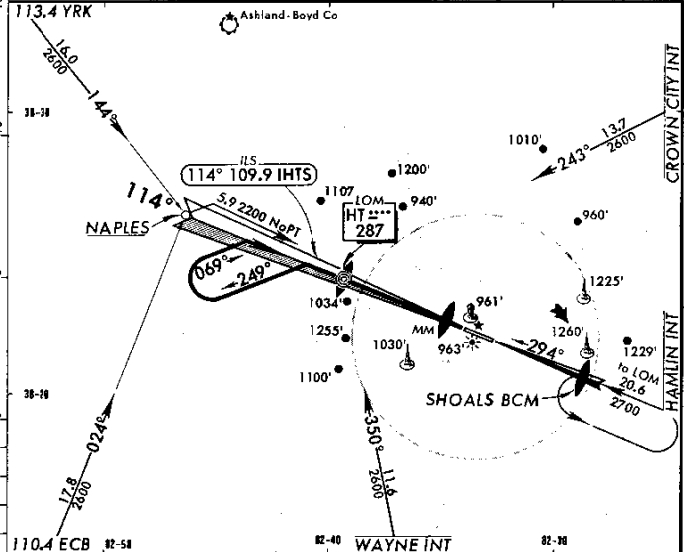 113.4 YRK
Ashland-Boyd Co
16.0
2600
144°
38-30
CROWN CITY INT
13.7
2600
243°
1010'
ILS
114° 109.9 IHTS
1200'
1107
114°
5.9 2200 NoPT
LOM
HT ••••
287
940'
960'
NAPLES
069°
249°
1034'
961'
1225'
MM
1255'
1030'
963'
294°
1260'
1229'
HAMLIN INT
1100'
to LOM
20.6
2700
38-20
SHOALS BCM
024°
350°
17.8
2600
11.6
2600
110.4 ECB
82-50
82-40
WAYNE INT